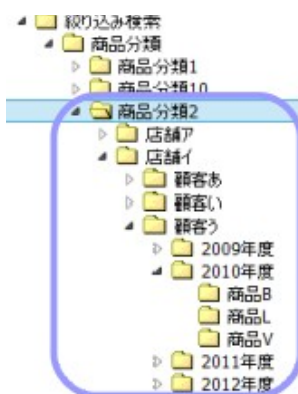 絞り込み検索
商品分類
商品分類1
商品分類10
商品分類2
店舗ア
店舗イ
顧客あ
顧客い
顧客う
2009年度
2010年度
商品B
商品L
商品V
2011年度
2012年度